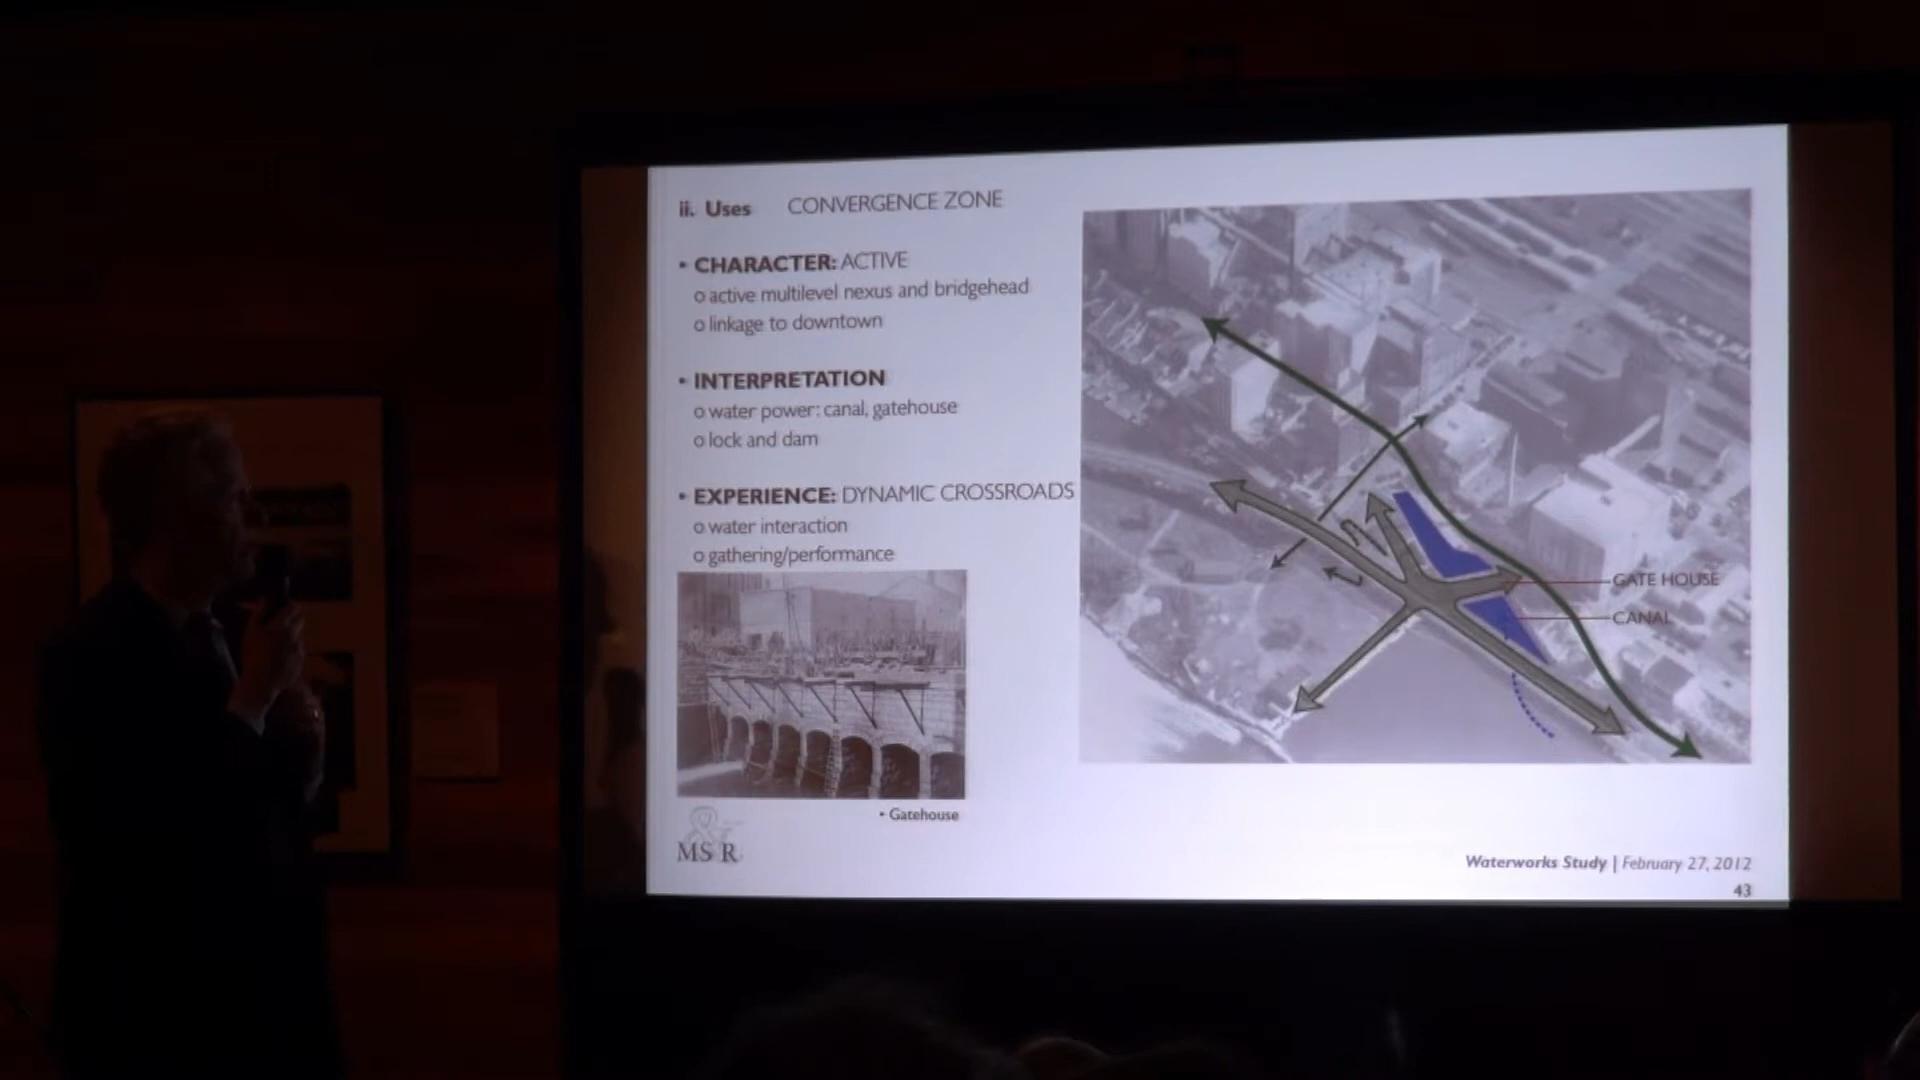 ii. Uses CONVERGENCE ZONE
• CHARACTER: ACTIVE
o active multilevel nexus and bridgehead
o linkage to downtown
• INTERPRETATION
o water power: canal, gatehouse
o lock and dam
• EXPERIENCE: DYNAMIC CROSSROADS
o water interaction
o gathering/performance
GATE HOUSE
CANAL
• Gatehouse
&
MS R
Waterworks Study | February 27, 2012
43